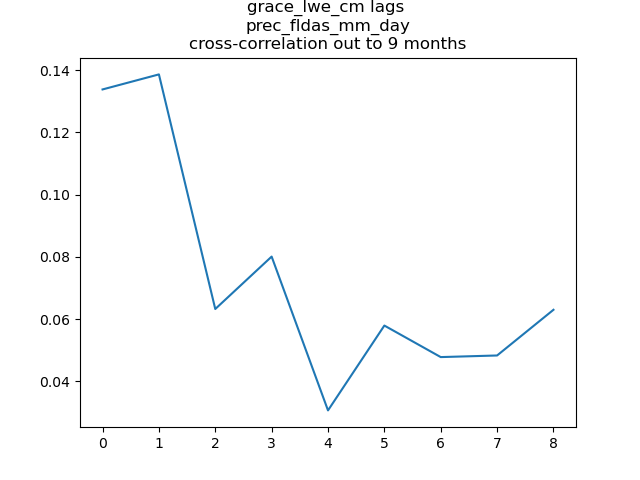 grace_lwe_cm lags
prec_fldas_mm_day
cross-correlation out to 9 months
0.14
0.12
0.10
0.08
0.06
0.04
0 1 2 3 4 5 6 7 8